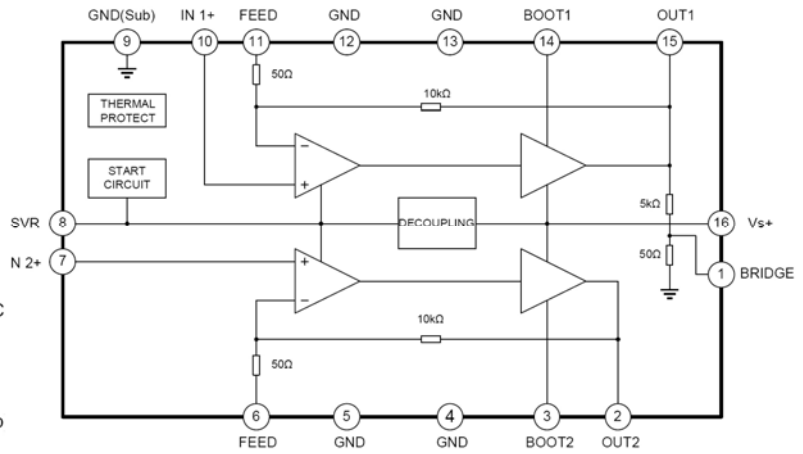 GND(Sub) IN 1+ FEED GND GND BOOT1 OUT1
9 10 11 12 13 14 15
50Ω
10kΩ
THERMAL
PROTECT
− +
START
CIRCUIT
5kΩ
SVR 8 DECOUPLING 16 Vs+
50Ω
N 2+ 7 + − 1 BRIDGE
C
10kΩ
50Ω
6 5 4 3 2
FEED GND GND BOOT2 OUT2